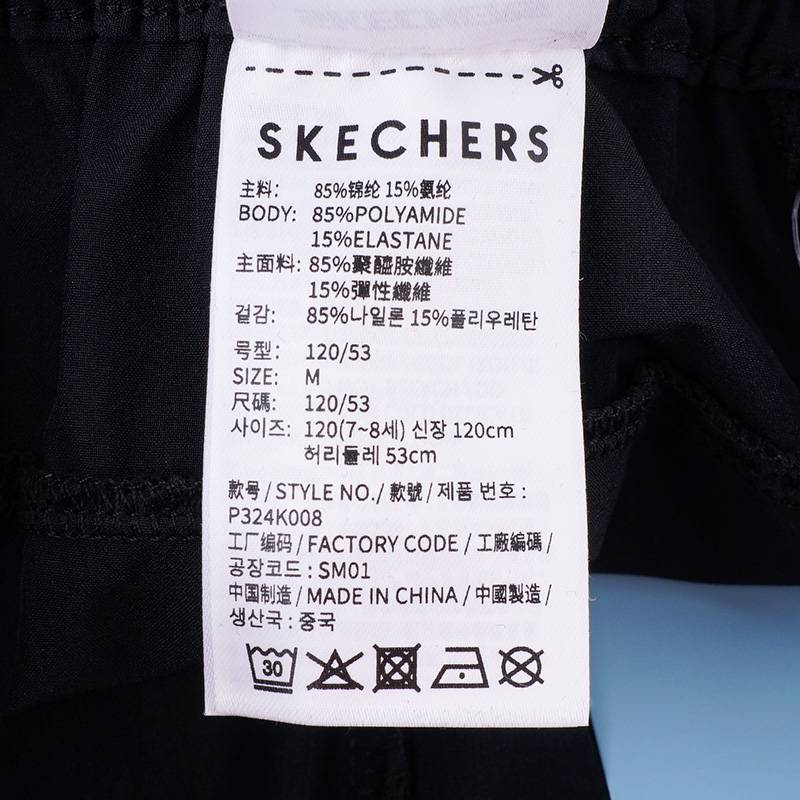 SKECHERS
主料: 85%锦纶 15%氨纶
BODY: 85%POLYAMIDE
15%ELASTANE
主面料: 85%聚醯胺纖維
15%彈性纖維
겉감: 85%나일론 15%폴리우레탄
号型: 120/53
SIZE: M
尺碼: 120/53
사이즈: 120(7~8세) 신장 120cm
허리둘레 53cm
款号/STYLE NO./款號/제품 번호:
P324K008
工厂编码/FACTORY CODE/工廠編碼/
공장코드: SM01
中国制造/MADE IN CHINA/中國製造/
생산국: 중국
30